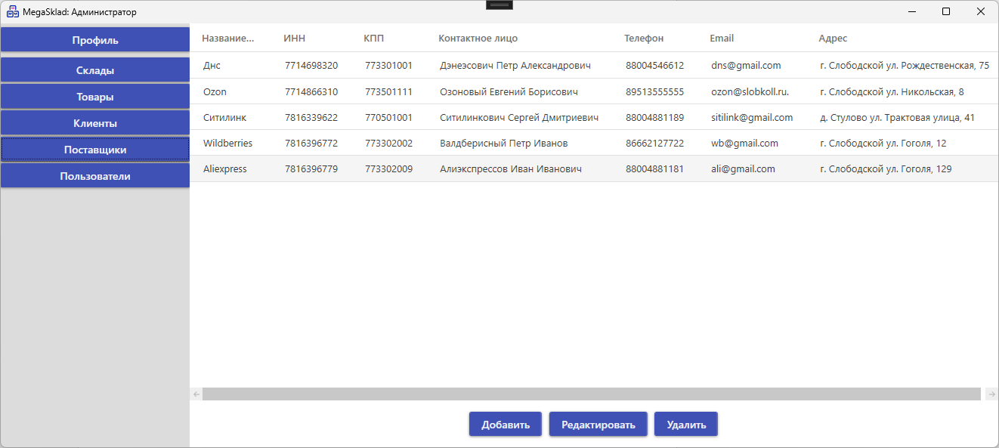 MegaSklad: Администратор
Профиль
Склады
Товары
Клиенты
Поставщики
Пользователи
Название... ИНН КПП Контактное лицо Телефон Email Адрес
Днс 7714698320 773301001 Дэнеэсович Петр Александрович 88004546612 dns@gmail.com г. Слободской ул. Рождественская, 75
Ozon 7714866310 773501111 Озоновый Евгений Борисович 89513555555 ozon@slobkoll.ru. г. Слободской ул. Никольская, 8
Ситилинк 7816339622 770501001 Ситилинкович Сергей Дмитриевич 88004881189 sitilink@gmail.com д. Стулово ул. Трактовая улица, 41
Wildberries 7816396772 773302002 Валдберисный Петр Иванов 86662127722 wb@gmail.com г. Слободской ул. Гоголя, 12
Aliexpress 7816396779 773302009 Алиэкспрессов Иван Иванович 88004881181 ali@gmail.com г. Слободской ул. Гоголя, 129
Добавить Редактировать Удалить